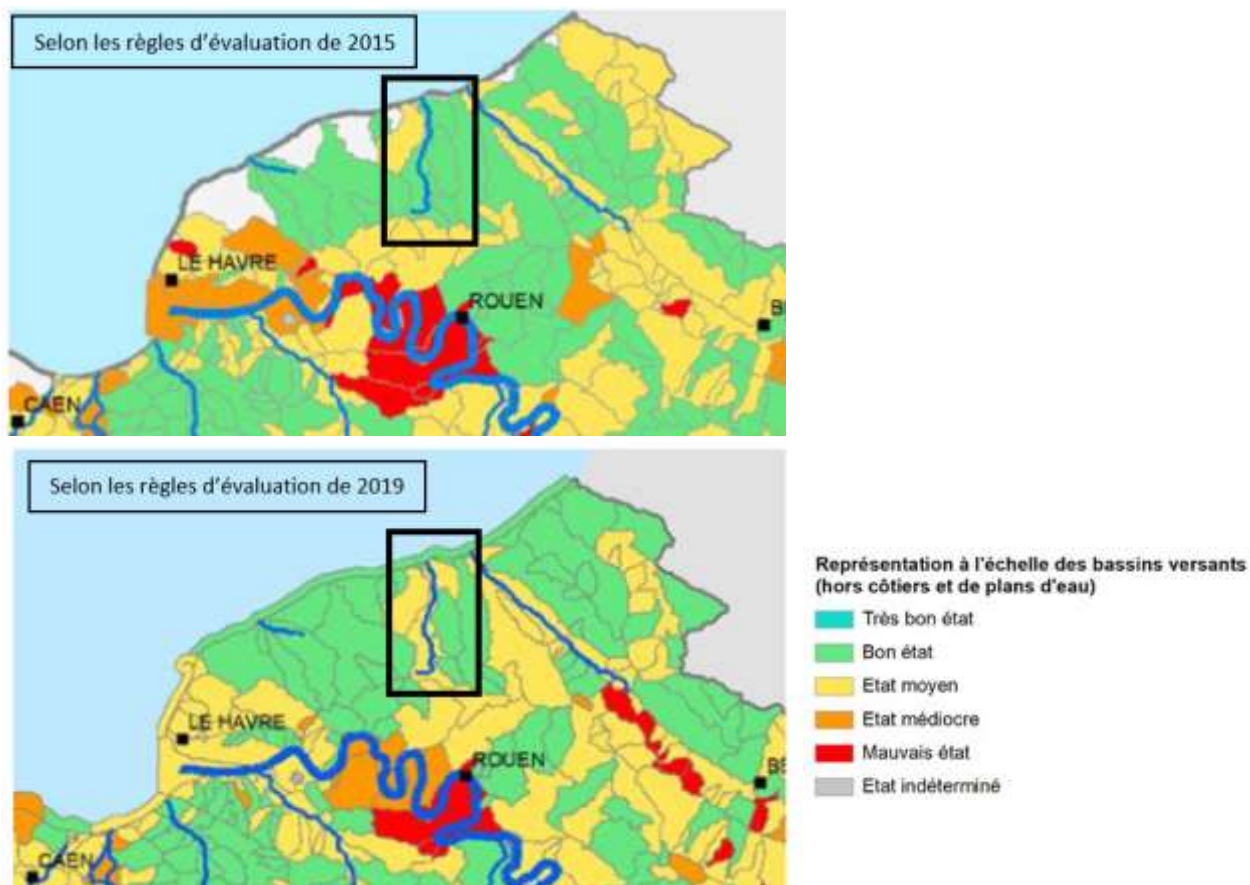 Selon les règles d'évaluation de 2015
LE HAVRE
ROUEN
BE
CAEN
Selon les règles d'évaluation de 2019
LE HAVRE
ROUEN
BE
CAEN
Représentation à l'échelle des bassins versants
(hors côtiers et de plans d'eau)
Très bon état
Bon état
Etat moyen
Etat médiocre
Mauvais état
Etat indéterminé